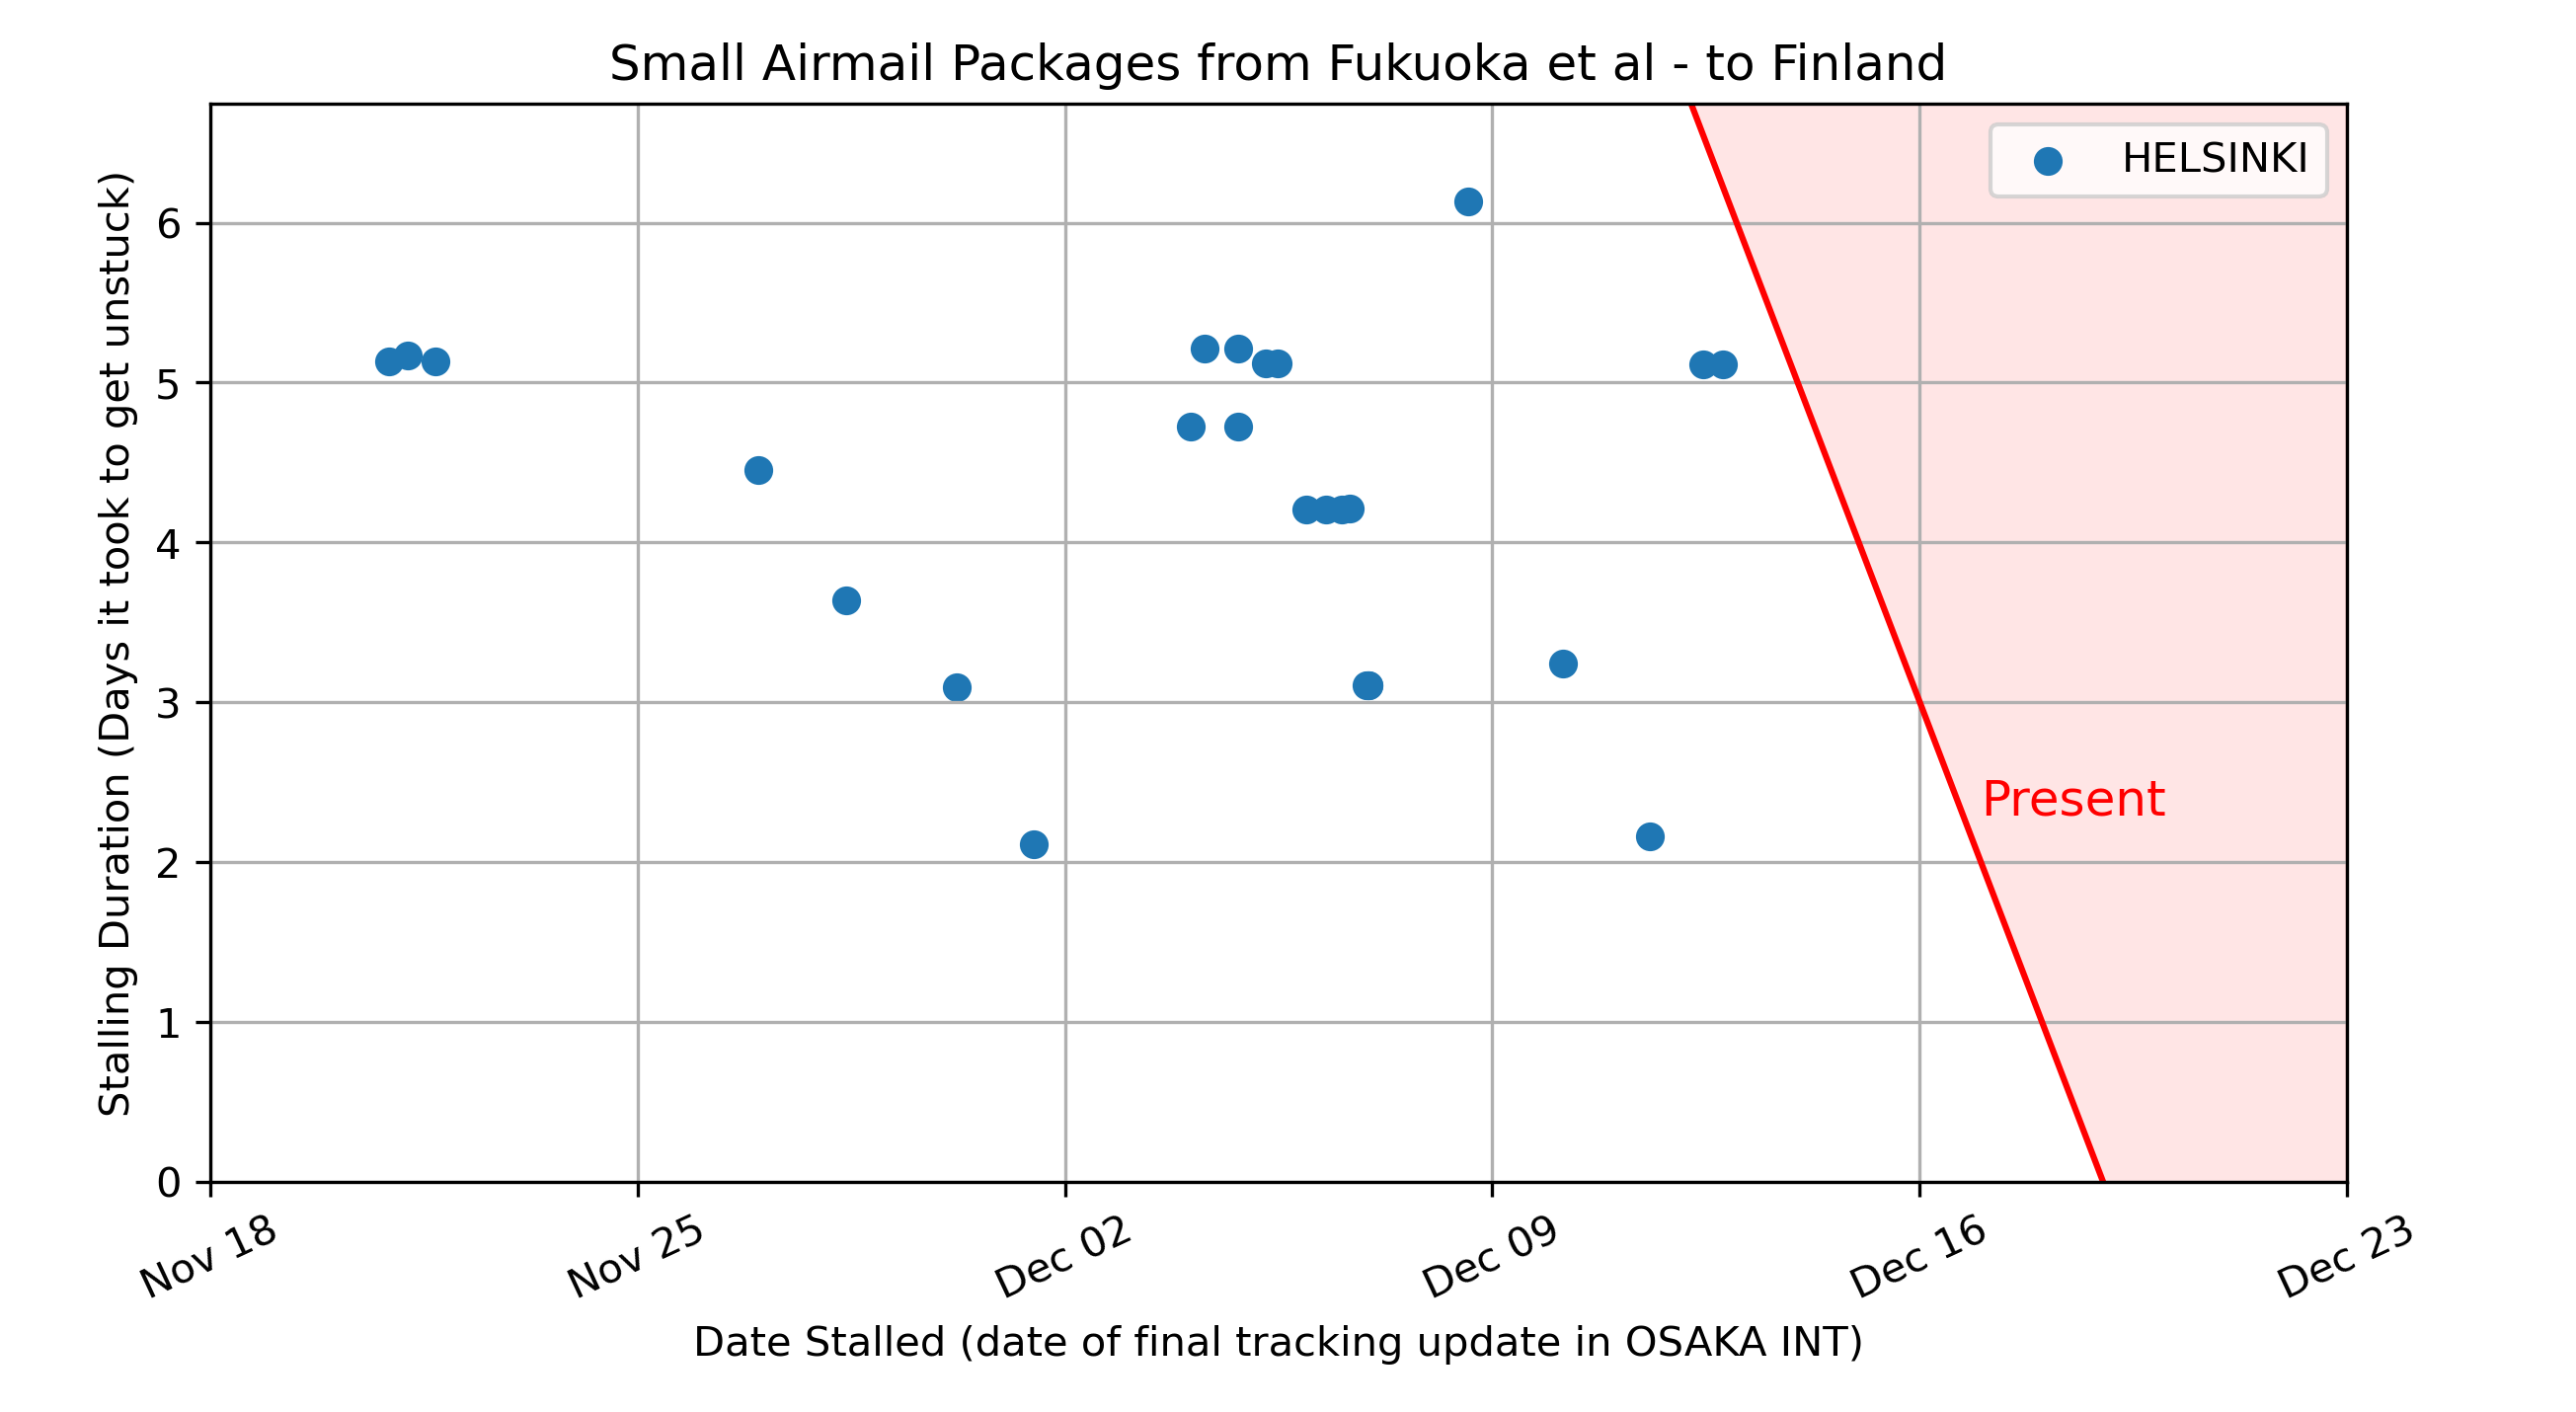 Small Airmail Packages from Fukuoka et al - to Finland
HELSINKI
Stalling Duration (Days it took to get unstuck)
6
5
4
3
2
1
0
Present
Nov 18
Nov 25
Dec 02
Dec 09
Dec 16
Dec 23
Date Stalled (date of final tracking update in OSAKA INT)